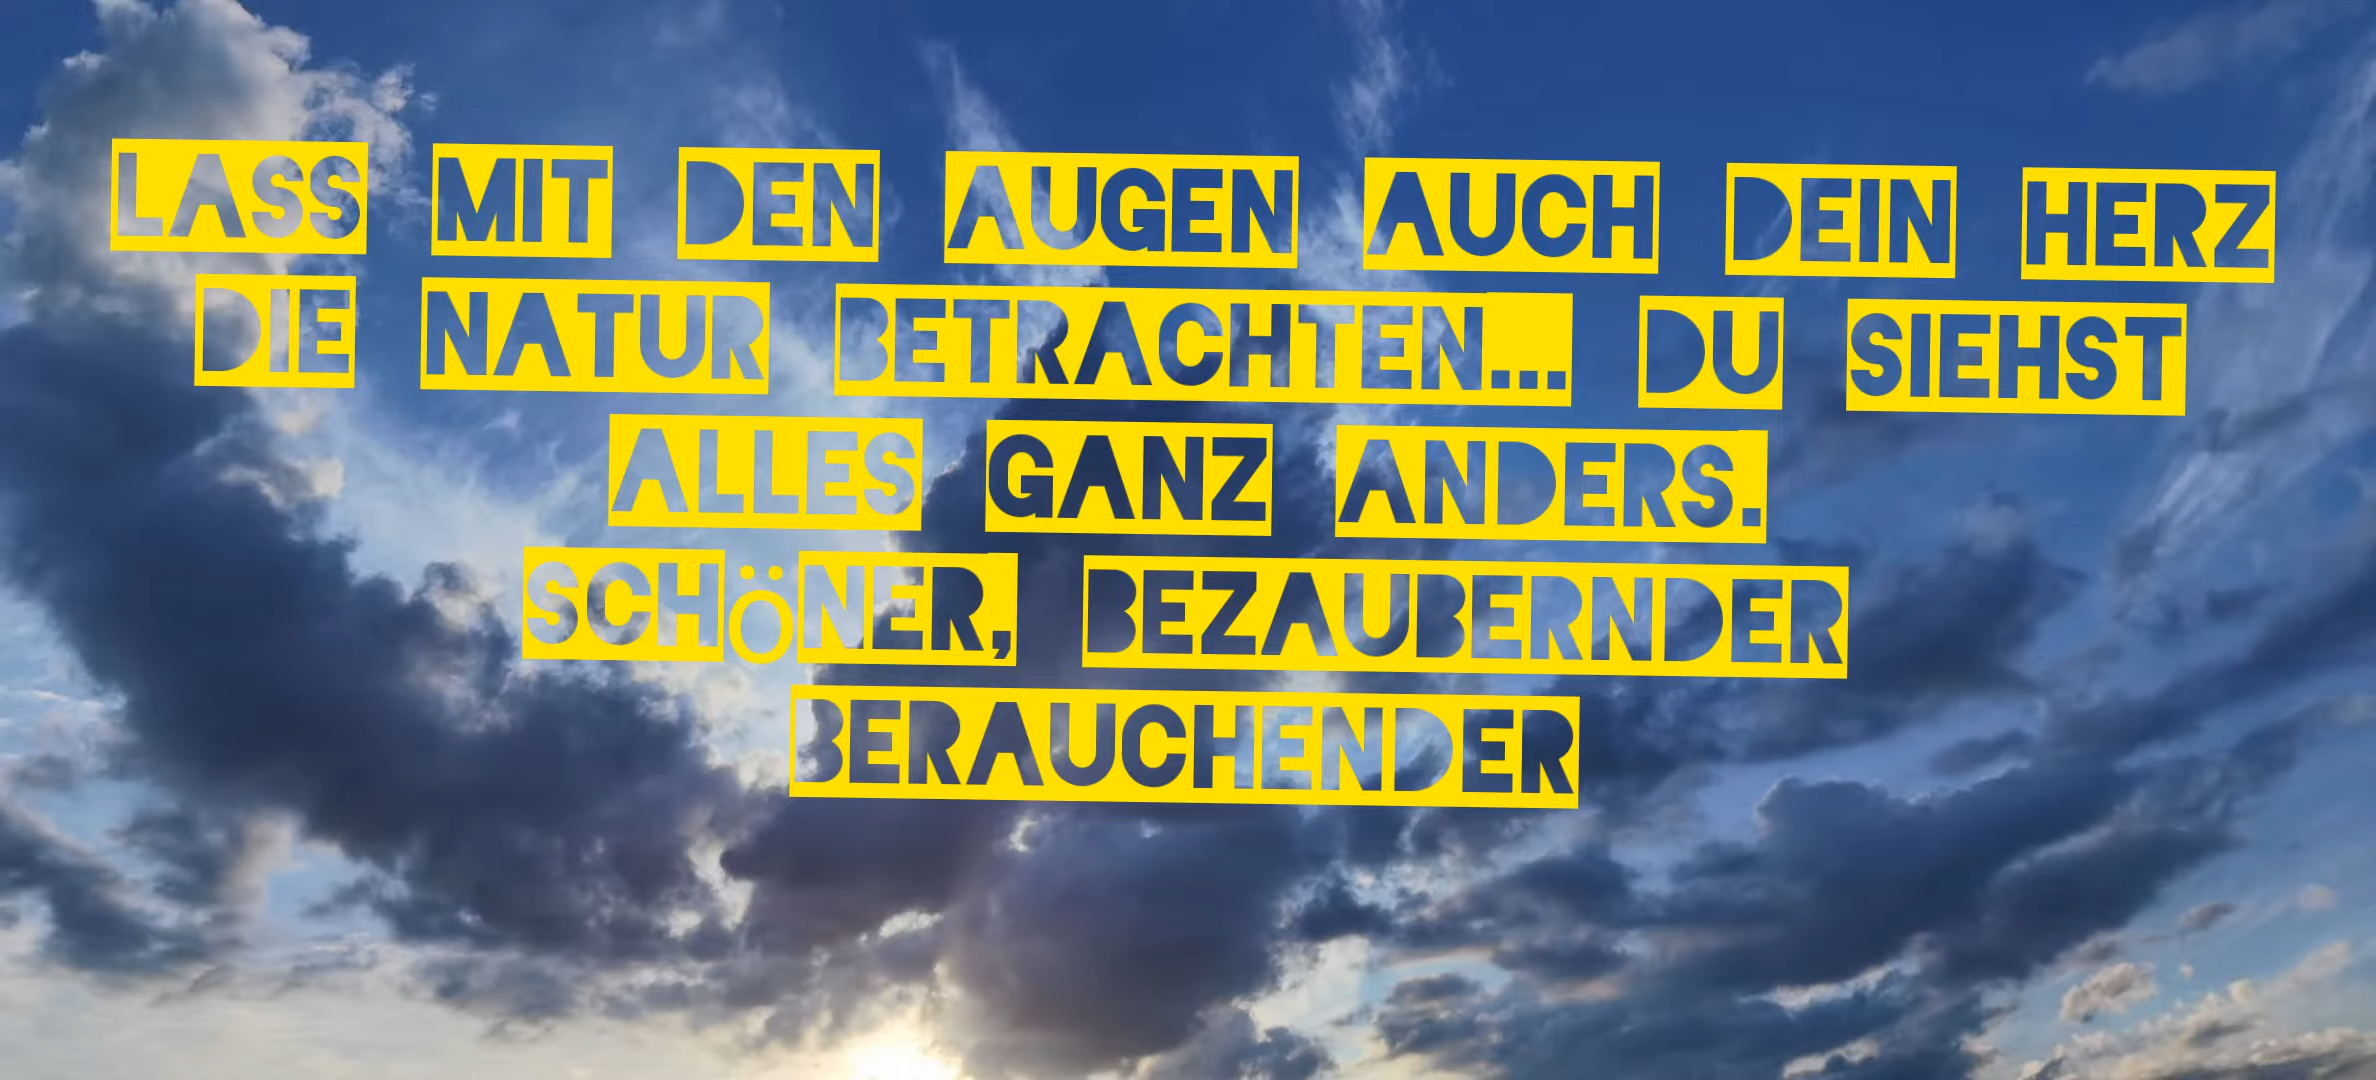 LASS MIT DEN AUGEN AUCH DEIN HERZ
DIE NATUR BETRACHTEN... DU SIEHST
ALLES GANZ ANDERS.
SCHÖNER, BEZAUBERNDER
BERAUCHENDER